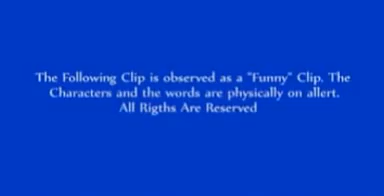 The Following Clip is observed as a "Funny" Clip. The
Characters and the words are physically on allert.
All Rigths Are Reserved